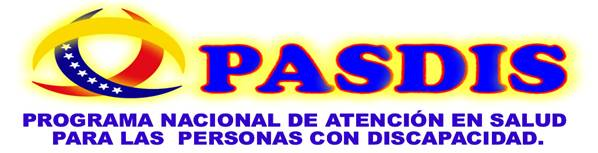 PASDIS
PROGRAMA NACIONAL DE ATENCIÓN EN SALUD
PARA LAS PERSONAS CON DISCAPACIDAD.